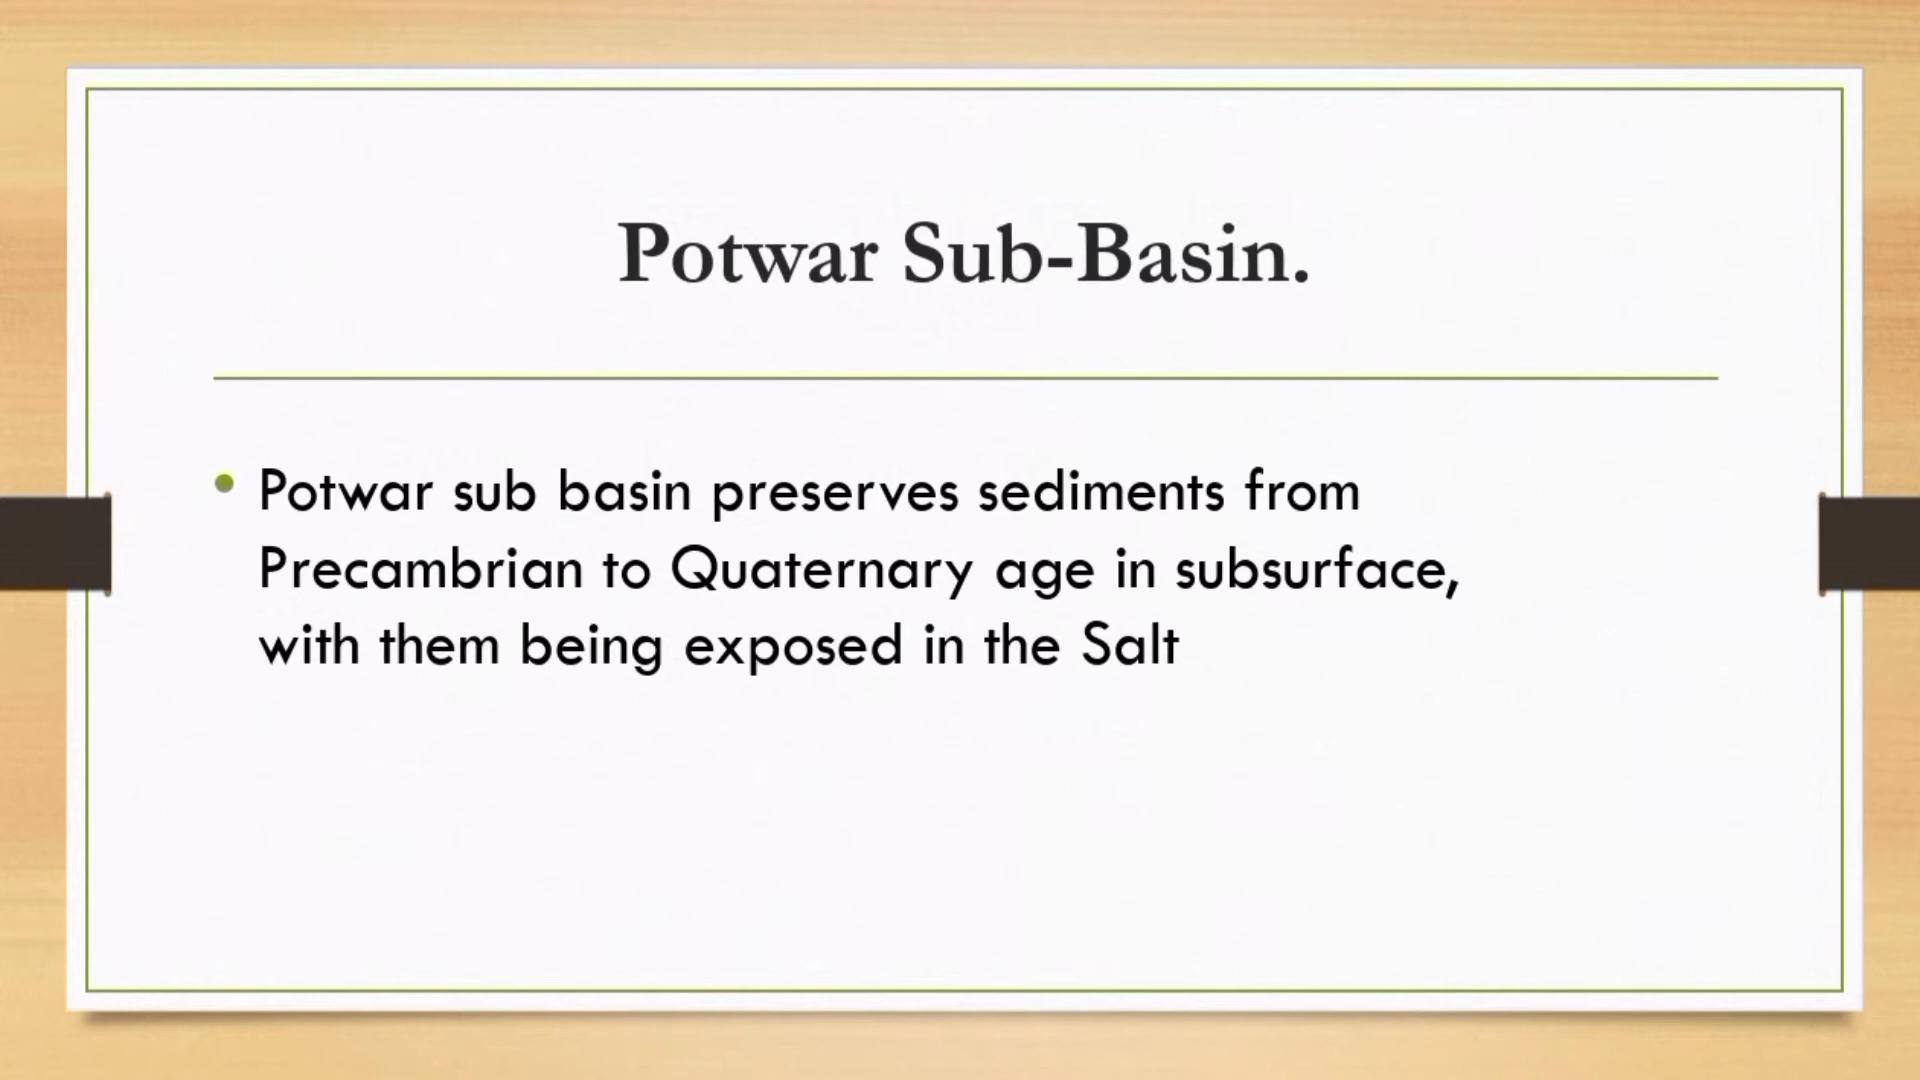 Potwar Sub-Basin.
• Potwar sub basin preserves sediments from
Precambrian to Quaternary age in subsurface,
with them being exposed in the Salt